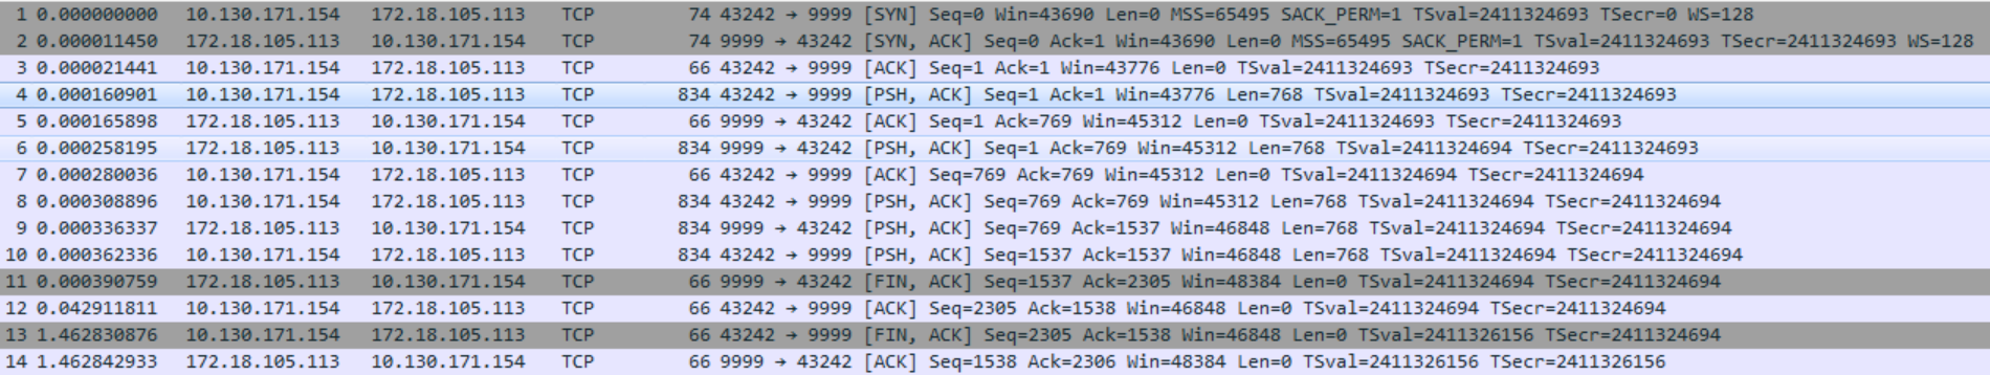 1 0.000000000 10.130.171.154 172.18.105.113 TCP 74 43242 → 9999 [SYN] Seq=0 Win=43690 Len=0 MSS=65495 SACK_PERM=1 TSval=2411324693 TSecr=0 WS=128
2 0.000011450 172.18.105.113 10.130.171.154 TCP 74 9999 → 43242 [SYN, ACK] Seq=0 Ack=1 Win=43690 Len=0 MSS=65495 SACK_PERM=1 TSval=2411324693 TSecr=2411324693 WS=128
3 0.000021441 10.130.171.154 172.18.105.113 TCP 66 43242 → 9999 [ACK] Seq=1 Ack=1 Win=43776 Len=0 TSval=2411324693 TSecr=2411324693
4 0.000160901 10.130.171.154 172.18.105.113 TCP 834 43242 → 9999 [PSH, ACK] Seq=1 Ack=1 Win=43776 Len=768 TSval=2411324693 TSecr=2411324693
5 0.000165898 172.18.105.113 10.130.171.154 TCP 66 9999 → 43242 [ACK] Seq=1 Ack=769 Win=45312 Len=0 TSval=2411324693 TSecr=2411324693
6 0.000258195 172.18.105.113 10.130.171.154 TCP 834 9999 → 43242 [PSH, ACK] Seq=1 Ack=769 Win=45312 Len=768 TSval=2411324694 TSecr=2411324693
7 0.000280036 10.130.171.154 172.18.105.113 TCP 66 43242 → 9999 [ACK] Seq=769 Ack=769 Win=45312 Len=0 TSval=2411324694 TSecr=2411324694
8 0.000308896 10.130.171.154 172.18.105.113 TCP 834 43242 → 9999 [PSH, ACK] Seq=769 Ack=769 Win=45312 Len=768 TSval=2411324694 TSecr=2411324694
9 0.000336337 172.18.105.113 10.130.171.154 TCP 834 9999 → 43242 [PSH, ACK] Seq=769 Ack=1537 Win=46848 Len=768 TSval=2411324694 TSecr=2411324694
10 0.000362336 10.130.171.154 172.18.105.113 TCP 834 43242 → 9999 [PSH, ACK] Seq=1537 Ack=1537 Win=46848 Len=768 TSval=2411324694 TSecr=2411324694
11 0.000390759 172.18.105.113 10.130.171.154 TCP 66 9999 → 43242 [FIN, ACK] Seq=1537 Ack=2305 Win=48384 Len=0 TSval=2411324694 TSecr=2411324694
12 0.042911811 10.130.171.154 172.18.105.113 TCP 66 43242 → 9999 [ACK] Seq=2305 Ack=1538 Win=46848 Len=0 TSval=2411324694 TSecr=2411324694
13 1.462830876 10.130.171.154 172.18.105.113 TCP 66 43242 → 9999 [FIN, ACK] Seq=2305 Ack=1538 Win=46848 Len=0 TSval=2411326156 TSecr=2411324694
14 1.462842933 172.18.105.113 10.130.171.154 TCP 66 9999 → 43242 [ACK] Seq=1538 Ack=2306 Win=48384 Len=0 TSval=2411326156 TSecr=2411326156